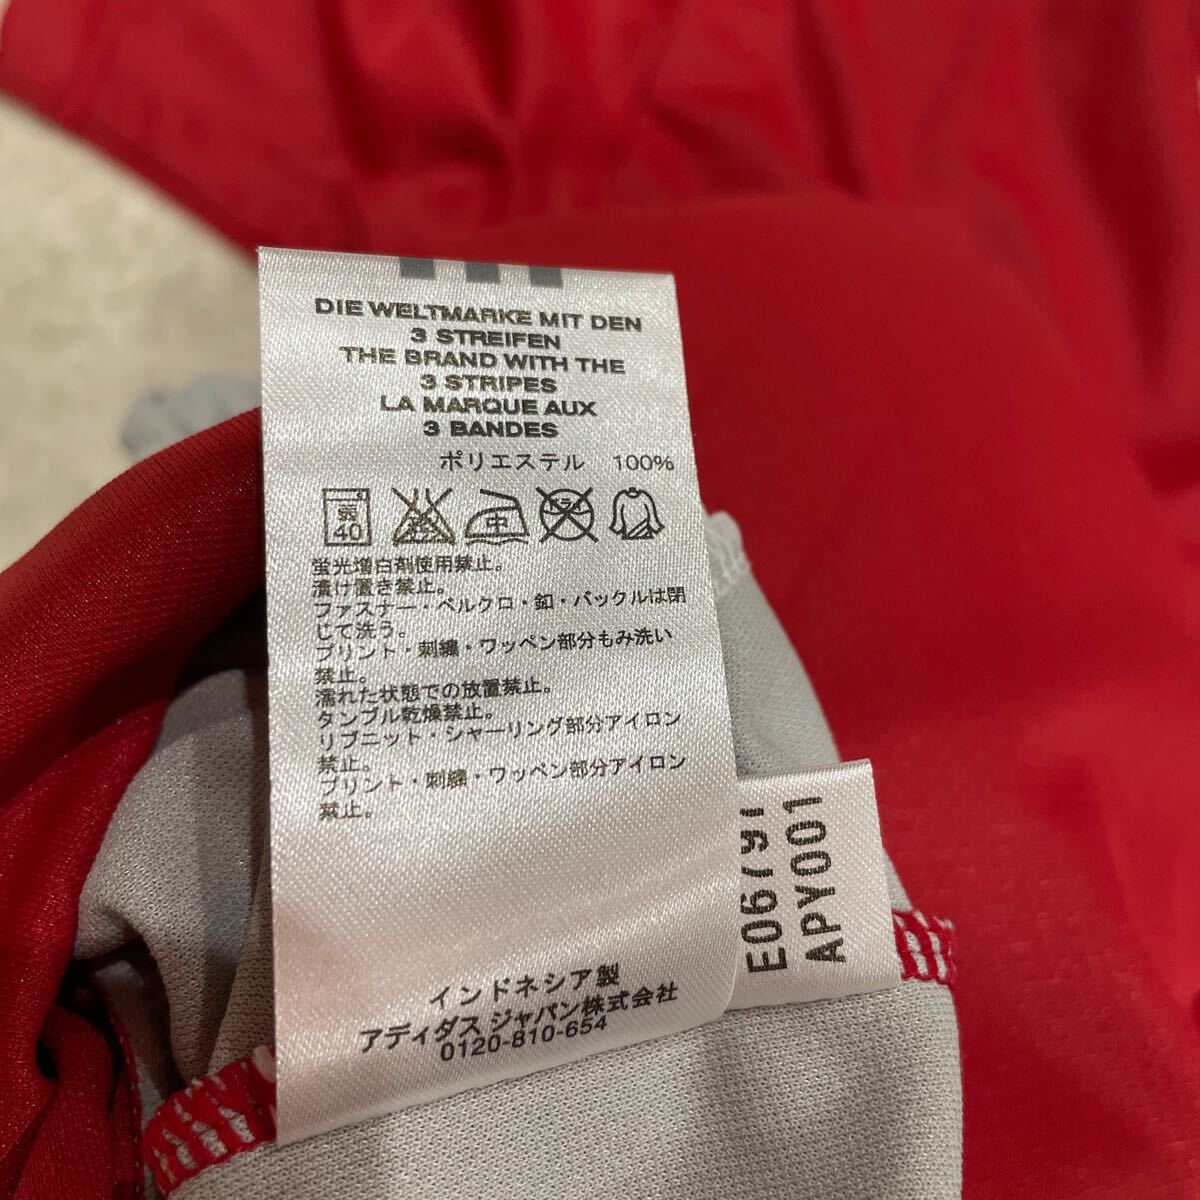 DIE WELTMARKE MIT DEN
3 STREIFEN
THE BRAND WITH THE
3 STRIPES
LA MARQUE AUX
3 BANDES
ポリエステル 100%
弱
40
中
蛍光増白剤使用禁止。
漬け置き禁止。
ファスナー・ベルクロ・釦・バックルは閉
じて洗う。
プリント・刺繍・ワッペン部分もみ洗い
禁止。
濡れた状態での放置禁止。
タンブル乾燥禁止。
リブニット・シャーリング部分アイロン
禁止。
プリント・刺繍・ワッペン部分アイロン
禁止。
インドネシア製
アディダス ジャパン株式会社
0120-810-654
APY001